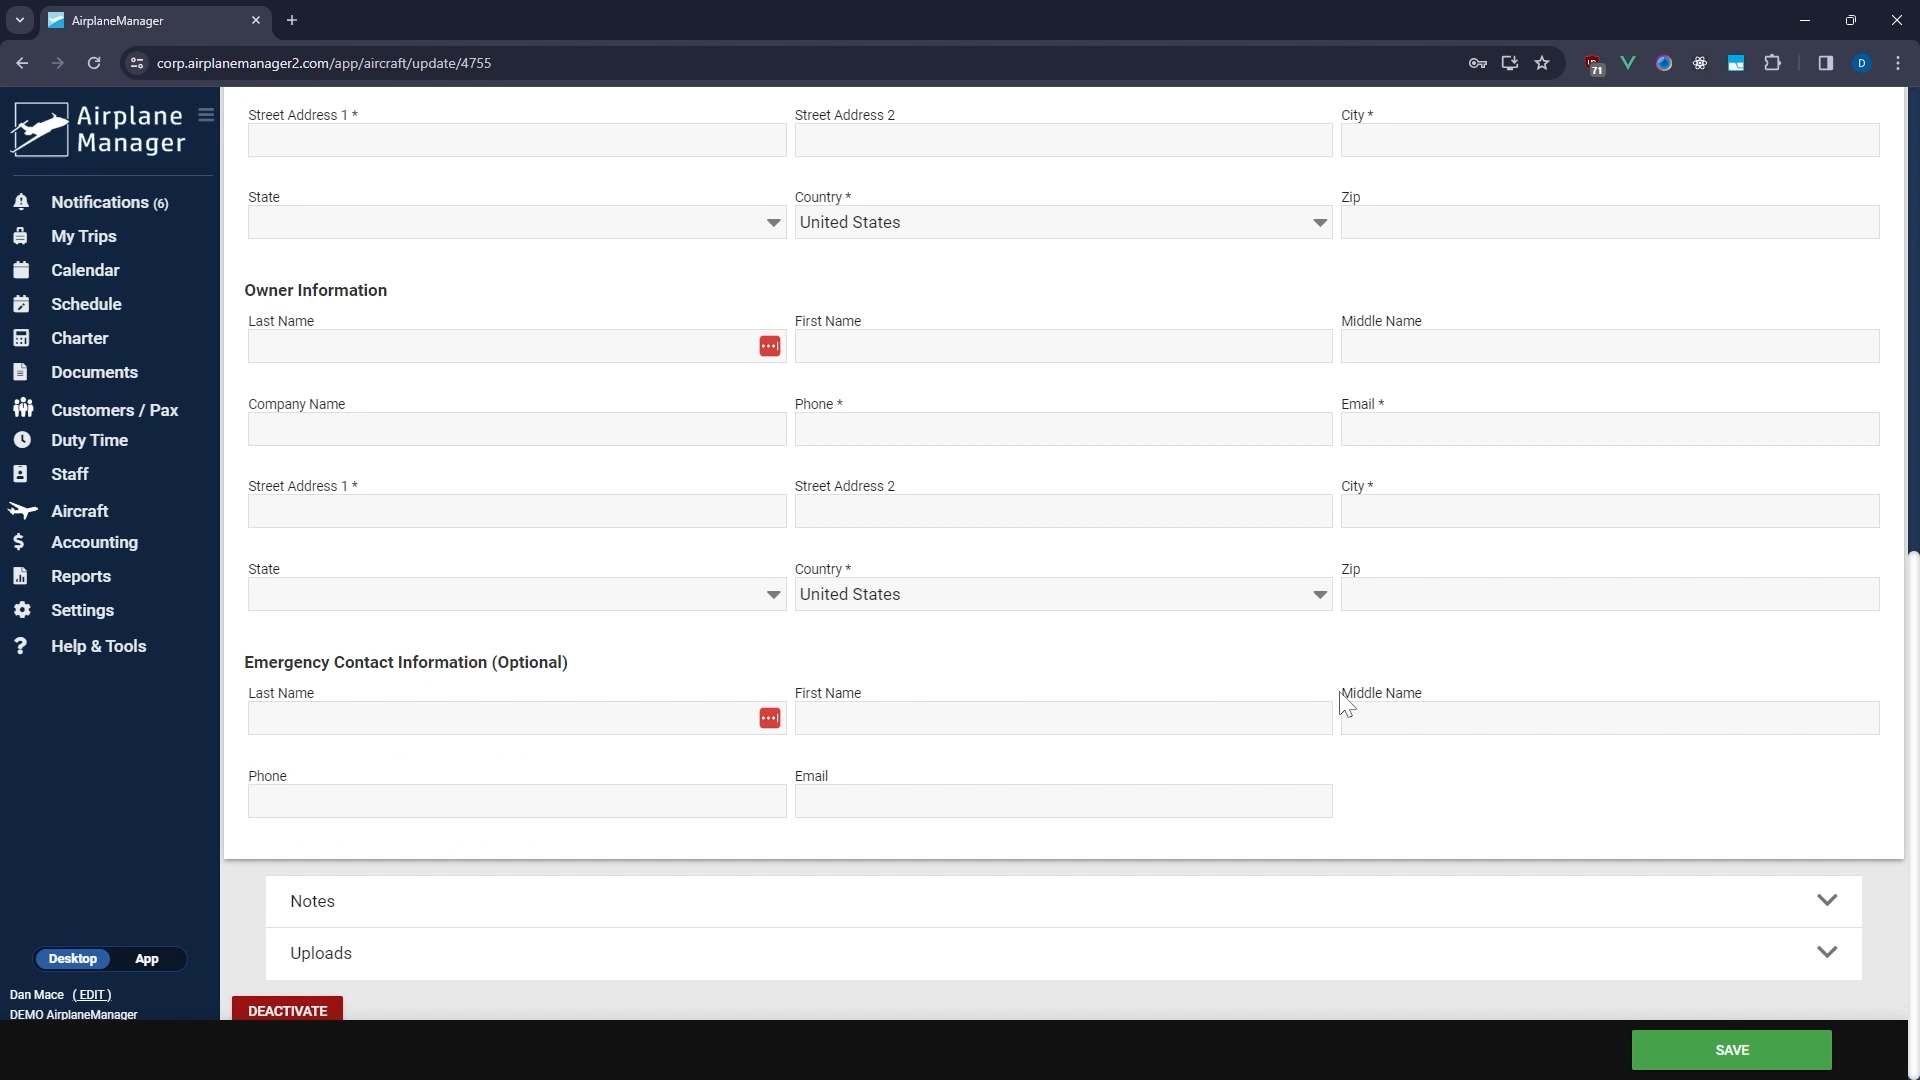 AirplaneManager
corp.airplanemanager2.com/app/aircraft/update/4755
71
D
Airplane
Manager
Notifications (6)
My Trips
Calendar
Schedule
Charter
Documents
Customers / Pax
Duty Time
Staff
Aircraft
Accounting
Reports
Settings
Help & Tools
Desktop App
Dan Mace (EDIT)
DEMO AirplaneManager
Street Address 1 * Street Address 2 City *
State Country * Zip
United States
Owner Information
Last Name First Name Middle Name
Company Name Phone * Email *
Street Address 1 * Street Address 2 City *
State Country * Zip
United States
Emergency Contact Information (Optional)
Last Name First Name Middle Name
Phone Email
Notes
Uploads
DEACTIVATE
SAVE